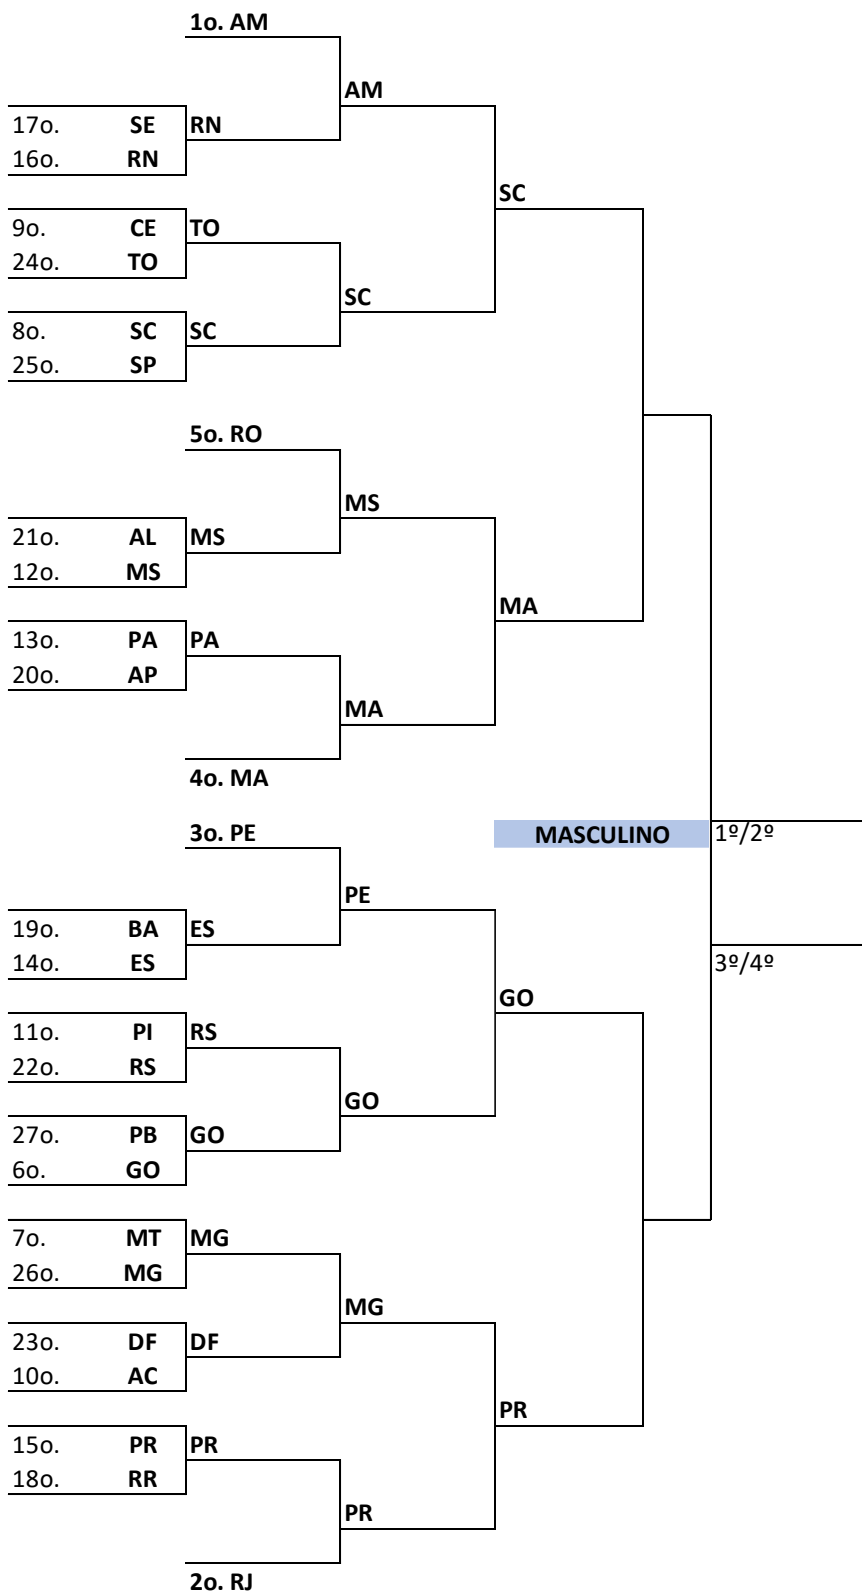 1o. AM
AM
17o. SE RN
16o. RN
SC
9o. CE TO
24o. TO
SC
8o. SC SC
25o. SP
5o. RO
MS
21o. AL MS
12o. MS
MA
13o. PA PA
20o. AP
MA
4o. MA
3o. PE
MASCULINO 1º/2º
PE
19o. BA ES
14o. ES
3º/4º
GO
11o. PI RS
22o. RS
GO
27o. PB GO
6o. GO
7o. MT MG
26o. MG
MG
23o. DF DF
10o. AC
PR
15o. PR PR
18o. RR
PR
2o. RJ